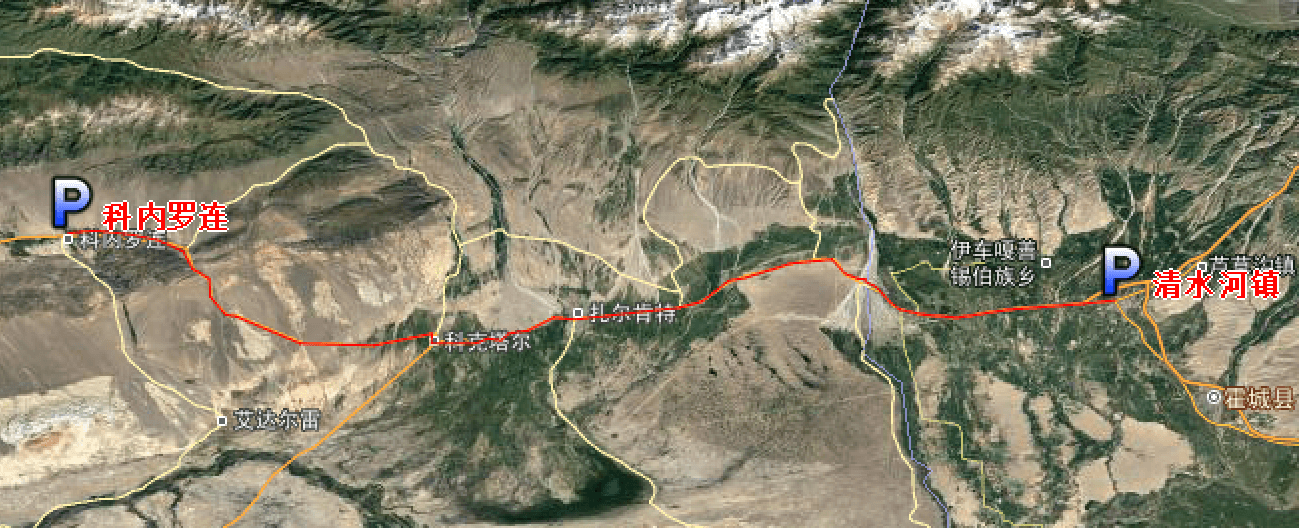 P
科内罗连
科内罗连
伊车嘎善
锡伯族乡
P
芦草沟镇
清水河镇
扎尔肯特
科克塔尔
霍城县
艾达尔雷